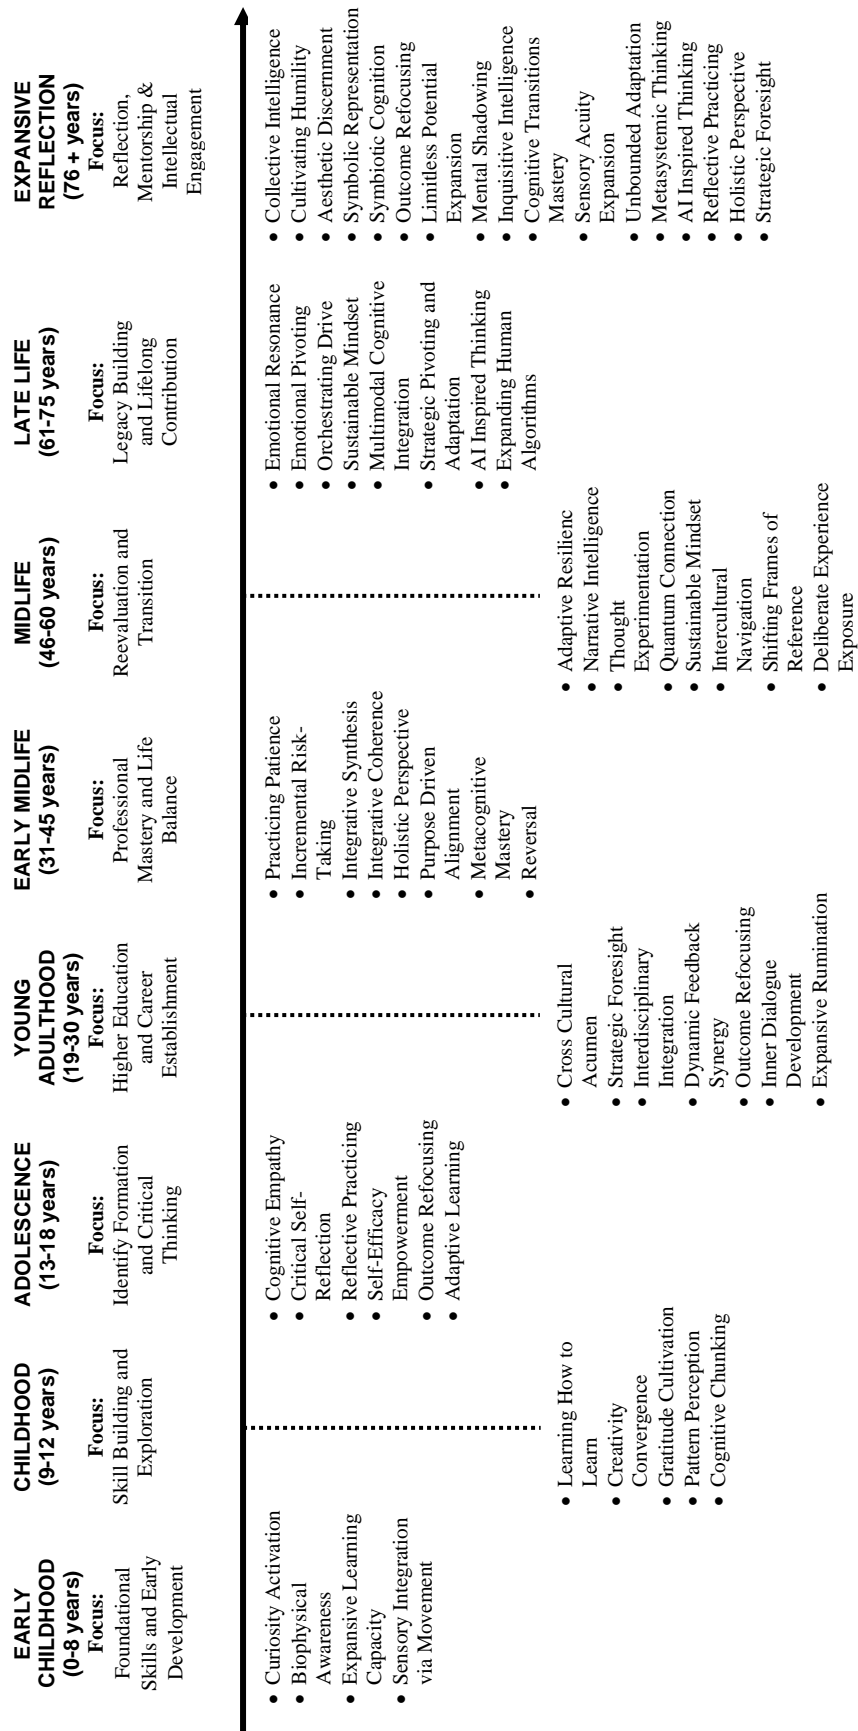 EARLY
CHILDHOOD
(0-8 years)
Focus:
Foundational
Skills and Early
Development
• Curiosity Activation
• Biophysical
Awareness
• Expansive Learning
Capacity
• Sensory Integration
via Movement
CHILDHOOD
(9-12 years)
Focus:
Skill Building and
Exploration
• Learning How to
Learn
• Creativity
Convergence
• Gratitude Cultivation
• Pattern Perception
• Cognitive Chunking
ADOLESCENCE
(13-18 years)
Focus:
Identify Formation
and Critical
Thinking
• Cognitive Empathy
• Critical Self-
Reflection
• Reflective Practicing
• Self-Efficacy
Empowerment
• Outcome Refocusing
• Adaptive Learning
YOUNG
ADULTHOOD
(19-30 years)
Focus:
Higher Education
and Career
Establishment
• Cross Cultural
Acumen
• Strategic Foresight
• Interdisciplinary
Integration
• Dynamic Feedback
Synergy
• Outcome Refocusing
• Inner Dialogue
Development
• Expansive Rumination
EARLY MIDLIFE
(31-45 years)
Focus:
Professional
Mastery and Life
Balance
• Practicing Patience
• Incremental Risk-
Taking
• Integrative Synthesis
• Integrative Coherence
• Holistic Perspective
• Purpose Driven
Alignment
• Metacognitive
Mastery
• Reversal
MIDLIFE
(46-60 years)
Focus:
Reevaluation and
Transition
• Adaptive Resilienc
• Narrative Intelligence
• Thought
Experimentation
• Quantum Connection
• Sustainable Mindset
• Intercultural
Navigation
• Shifting Frames of
Reference
• Deliberate Experience
Exposure
LATE LIFE
(61-75 years)
Focus:
Legacy Building
and Lifelong
Contribution
• Emotional Resonance
• Emotional Pivoting
• Orchestrating Drive
• Sustainable Mindset
• Multimodal Cognitive
Integration
• Strategic Pivoting and
Adaptation
• AI Inspired Thinking
• Expanding Human
Algorithms
EXPANSIVE
REFLECTION
(76 + years)
Focus:
Reflection,
Mentorship &
Intellectual
Engagement
• Collective Intelligence
• Cultivating Humility
• Aesthetic Discernment
• Symbolic Representation
• Symbiotic Cognition
• Outcome Refocusing
• Limitless Potential
Expansion
• Mental Shadowing
• Inquisitive Intelligence
• Cognitive Transitions
Mastery
• Sensory Acuity
Expansion
• Unbounded Adaptation
• Metasystemic Thinking
• AI Inspired Thinking
• Reflective Practicing
• Holistic Perspective
• Strategic Foresight